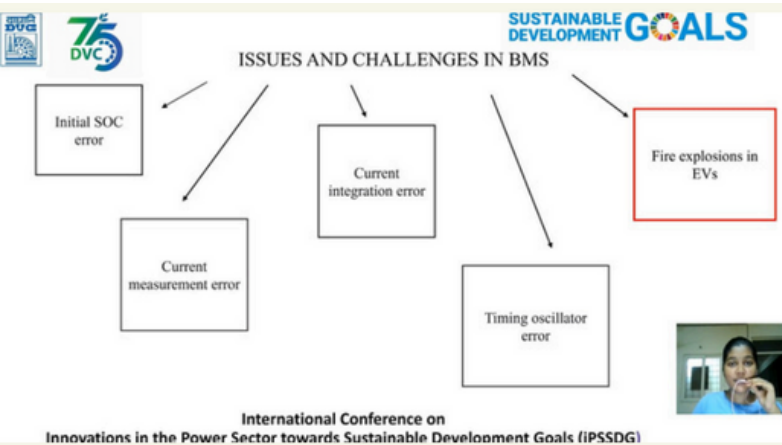 DVC
75
DVC
SUSTAINABLE
DEVELOPMENT
GOALS
ISSUES AND CHALLENGES IN BMS
Initial SOC
error
Current
integration error
Fire explosions in
EVs
Current
measurement error
Timing oscillator
error
International Conference on
Innovations in the Power Sector towards Sustainable Development Goals (iPSSDG)